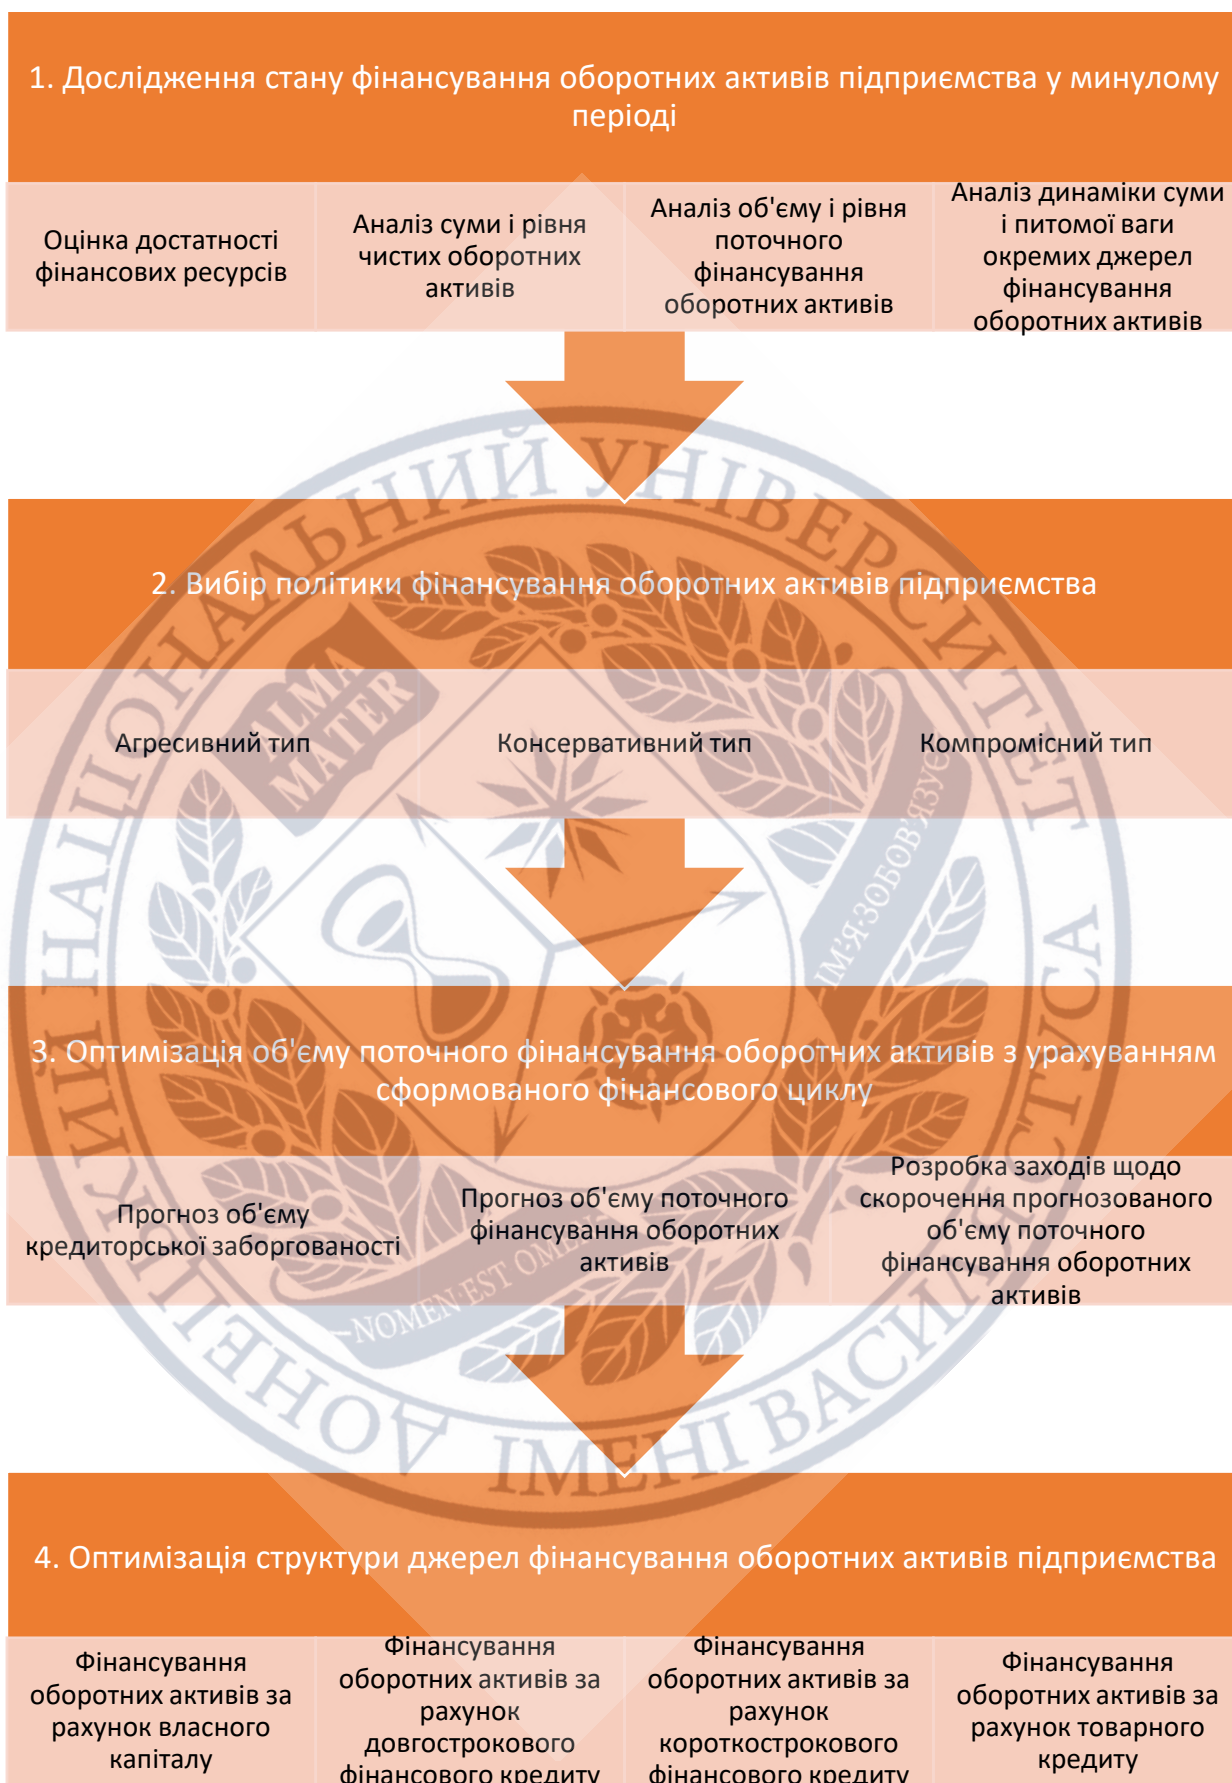 1. Дослідження стану фінансування оборотних активів підприємства у минулому
періоді
Оцінка достатності
фінансових ресурсів
Аналіз суми і рівня
чистих оборотних
активів
Аналіз об'єму і рівня
поточного
фінансування
оборотних активів
Аналіз динаміки суми
і питомої ваги
окремих джерел
фінансування
оборотних активів
2. Вибір політики фінансування оборотних активів підприємства
Агресивний тип
Консервативний тип
Компромісний тип
3. Оптимізація об'єму поточного фінансування оборотних активів з урахуванням
сформованого фінансового циклу
Прогноз об'єму
кредиторської заборгованості
Прогноз об'єму поточного
фінансування оборотних
активів
Розробка заходів щодо
скорочення прогнозованого
об'єму поточного
фінансування оборотних
активів
4. Оптимізація структури джерел фінансування оборотних активів підприємства
Фінансування
оборотних активів за
рахунок власного
капіталу
Фінансування
оборотних активів за
рахунок
довгострокового
фінансового кредиту
Фінансування
оборотних активів за
рахунок
короткострокового
фінансового кредиту
Фінансування
оборотних активів за
рахунок товарного
кредиту
ДОНЕЦЬКИЙ НАЦІОНАЛЬНИЙ УНІВЕРСИТЕТ
ІМЕНІ ВАСИЛЯ СТУСА
ALMA
MATER
NOMEN·EST OMEN
ІМ'Я·ЗОБОВ'ЯЗУЄ